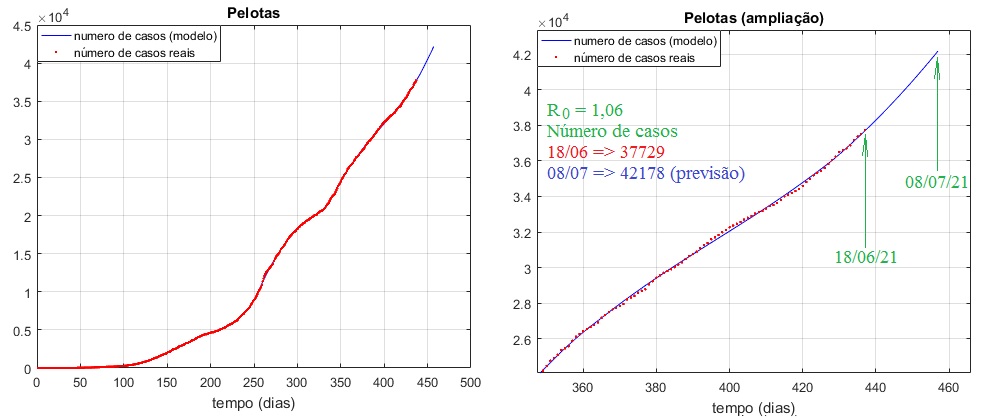 Pelotas
×10⁴
numero de casos (modelo)
número de casos reais
4.5
4
3.5
3
2.5
2
1.5
1
0.5
0
0 50 100 150 200 250 300 350 400 450 500
tempo (dias)
Pelotas (ampliação)
×10⁴
numero de casos (modelo)
número de casos reais
4.2
4
3.8
3.6
3.4
3.2
3
2.8
2.6
R0 = 1,06
Número de casos
18/06 => 37729
08/07 => 42178 (previsão)
08/07/21
18/06/21
360 380 400 420 440 460
tempo (dias)